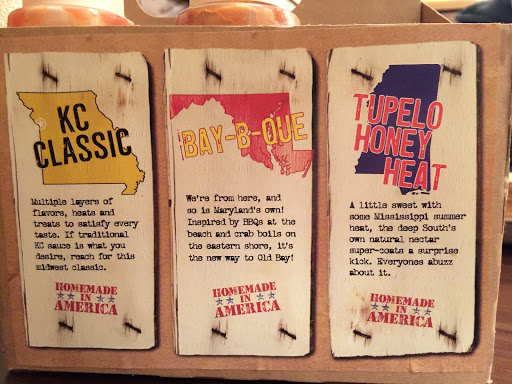 KC
CLASSIC
Multiple layers of
flavors, heats and
treats to satisfy every
taste. If traditional
KC sauce is what you
desire, reach for this
midwest classic.
HOMEMADE
IN
AMERICA
BAY-B-QUE
We're from here, and
so is Maryland's own!
Inspired by BBQs at the
beach and crab boils on
the eastern shore, it's
the new way to Old Bay!
HOMEMADE
IN
AMERICA
TUPELO
HONEY
HEAT
A little sweet with
some Mississippi summer
heat, the deep South's
own natural nectar
super-coats a surprise
kick. Everyones abuzz
about it.
HOMEMADE
IN
AMERICA